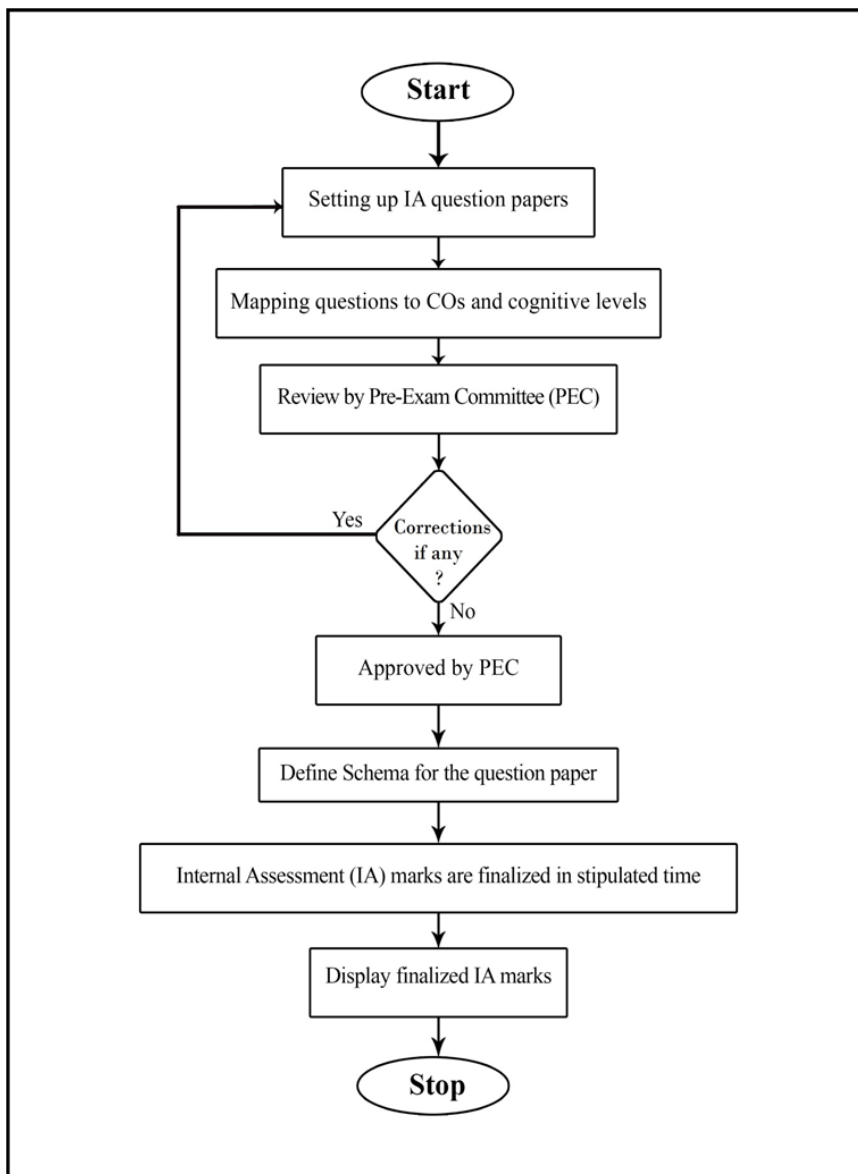 Start
Setting up IA question papers
Mapping questions to COs and cognitive levels
Review by Pre-Exam Committee (PEC)
Yes
Corrections
if any
?
No
Approved by PEC
Define Schema for the question paper
Internal Assessment (IA) marks are finalized in stipulated time
Display finalized IA marks
Stop